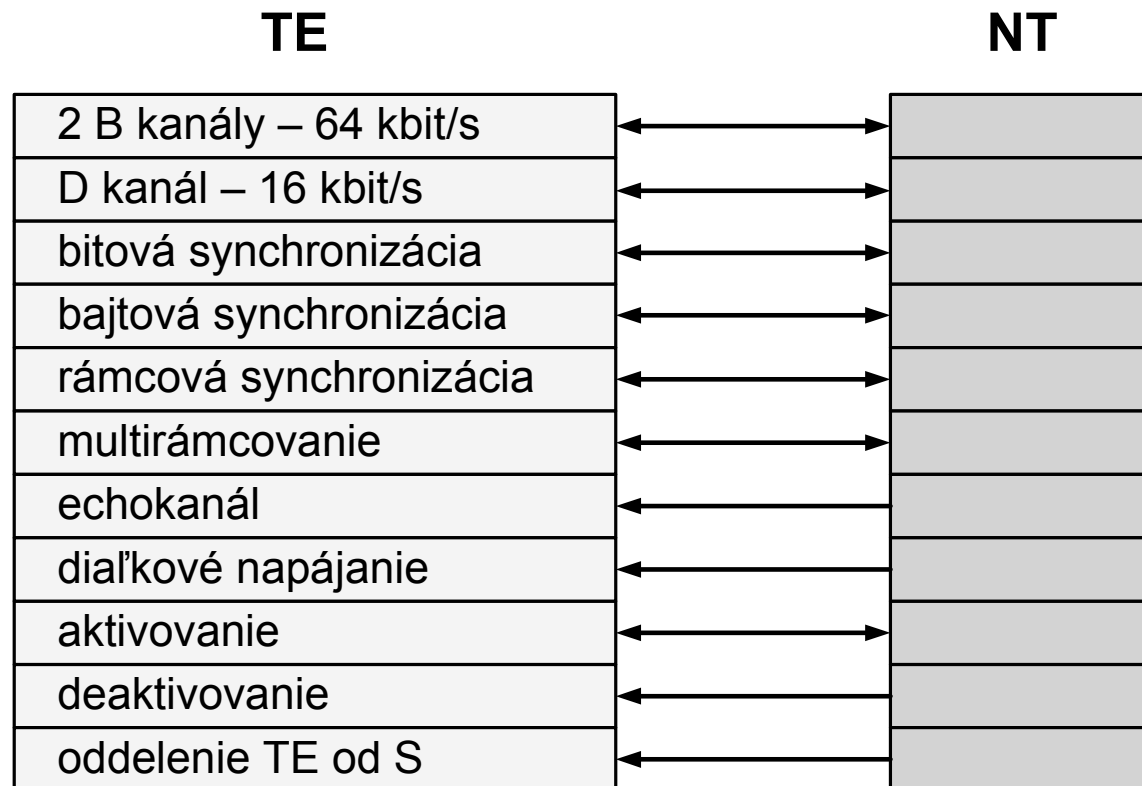 TE
NT
2 B kanály – 64 kbit/s
D kanál – 16 kbit/s
bitová synchronizácia
bajtová synchronizácia
rámcová synchronizácia
multirámcovanie
echokanál
diaľkové napájanie
aktivovanie
deaktivovanie
oddelenie TE od S